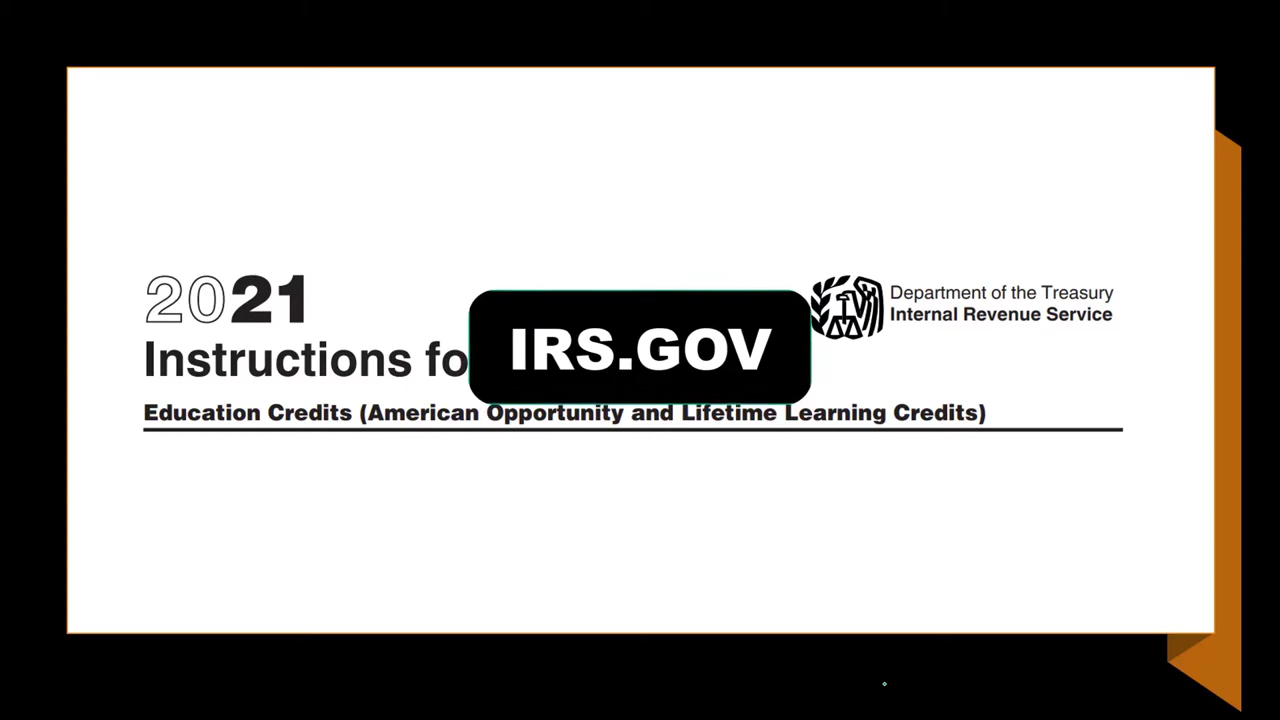 2021
Department of the Treasury
Internal Revenue Service
Instructions fo
IRS.GOV
Education Credits (American Opportunity and Lifetime Learning Credits)